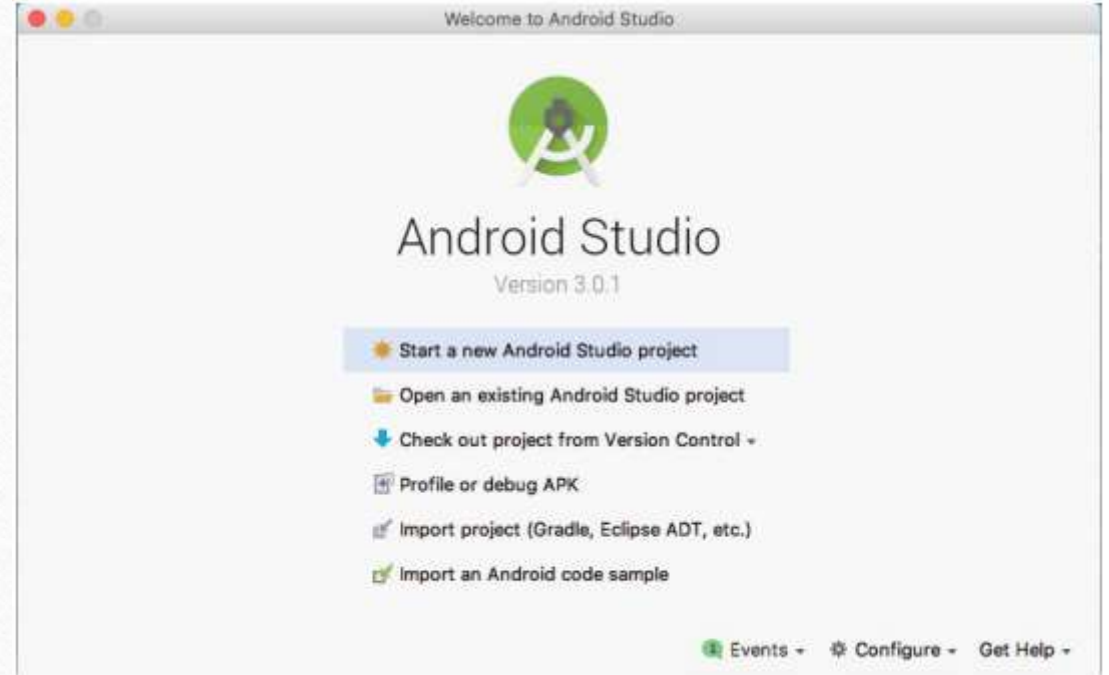 Welcome to Android Studio
Android Studio
Version 3.0.1
Start a new Android Studio project
Open an existing Android Studio project
Check out project from Version Control
Profile or debug APK
Import project (Gradle, Eclipse ADT, etc.)
Import an Android code sample
Events Configure Get Help